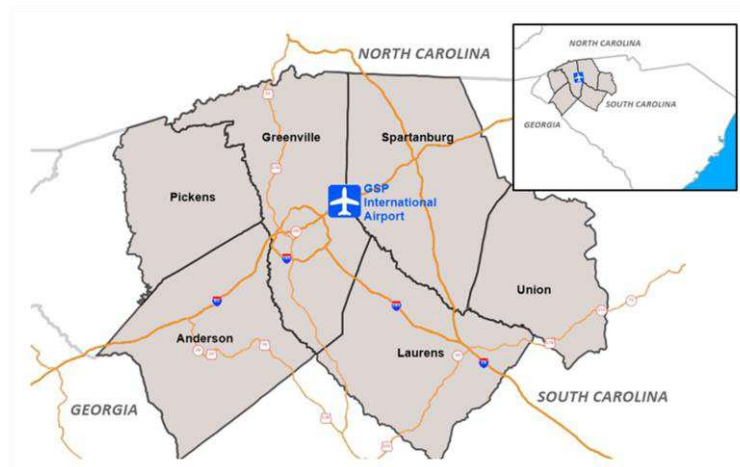 NORTH CAROLINA
NORTH CAROLINA
SOUTH CAROLINA
GEORGIA
Greenville
Spartanburg
Pickens
GSP
International
Airport
Union
Anderson
Laurens
GEORGIA
SOUTH CAROLINA